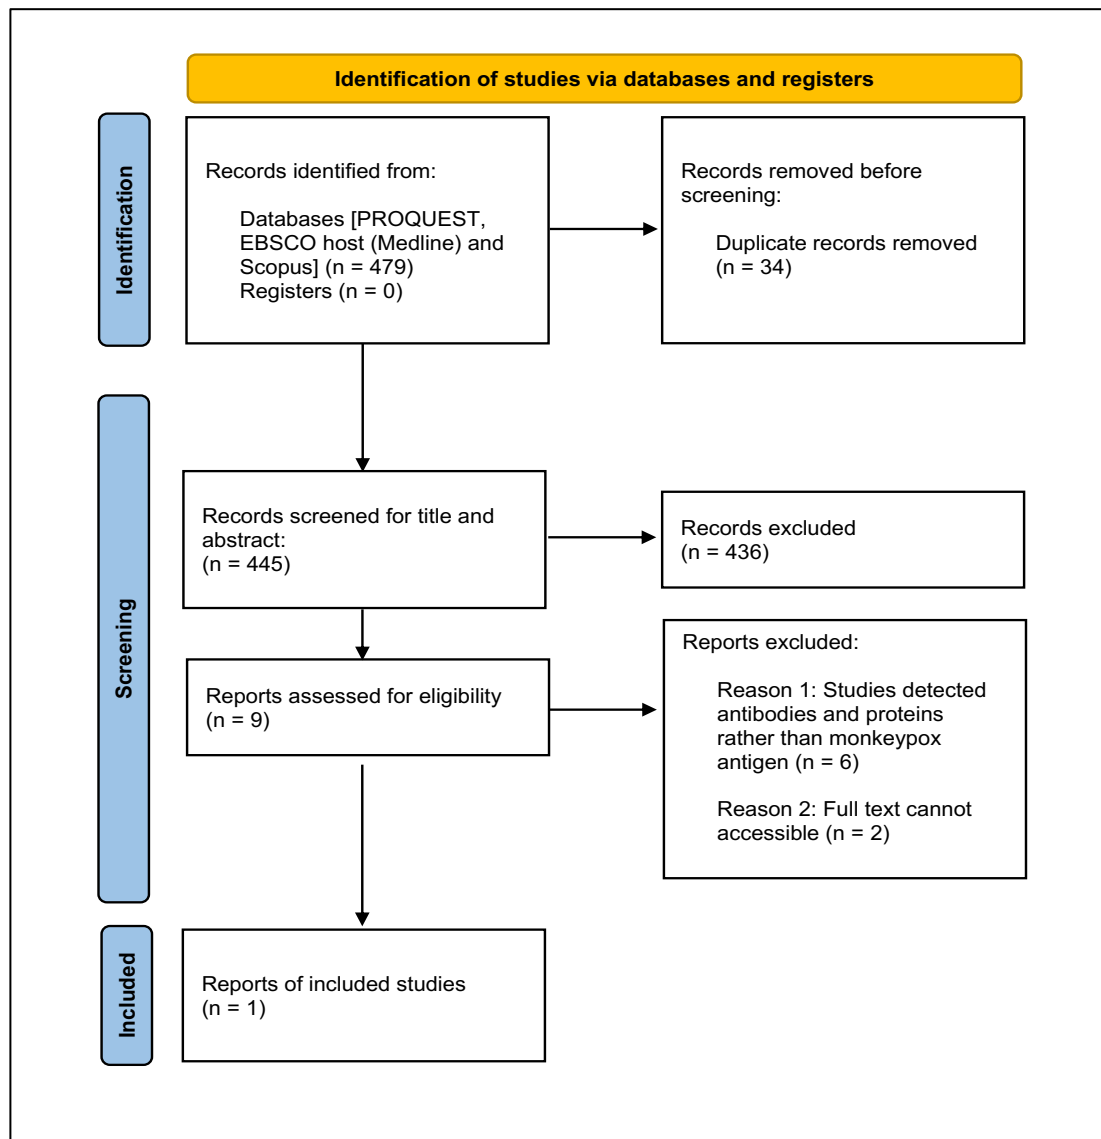 Identification of studies via databases and registers
Identification
Records identified from:
Databases [PROQUEST,
EBSCO host (Medline) and
Scopus] (n = 479)
Registers (n = 0)
Records removed before
screening:
Duplicate records removed
(n = 34)
Screening
Records screened for title and
abstract:
(n = 445)
Records excluded
(n = 436)
Reports assessed for eligibility
(n = 9)
Reports excluded:
Reason 1: Studies detected
antibodies and proteins
rather than monkeypox
antigen (n = 6)
Reason 2: Full text cannot
accessible (n = 2)
Included
Reports of included studies
(n = 1)